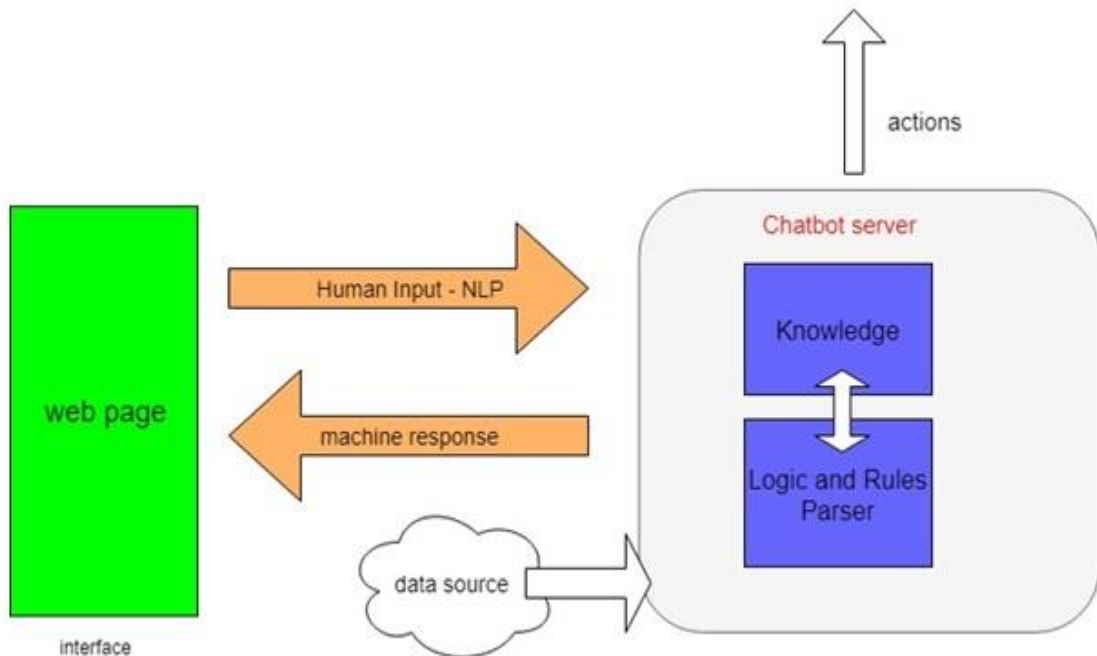 actions
Chatbot server
Human Input - NLP
Knowledge
web page
machine response
Logic and Rules
Parser
data source
interface